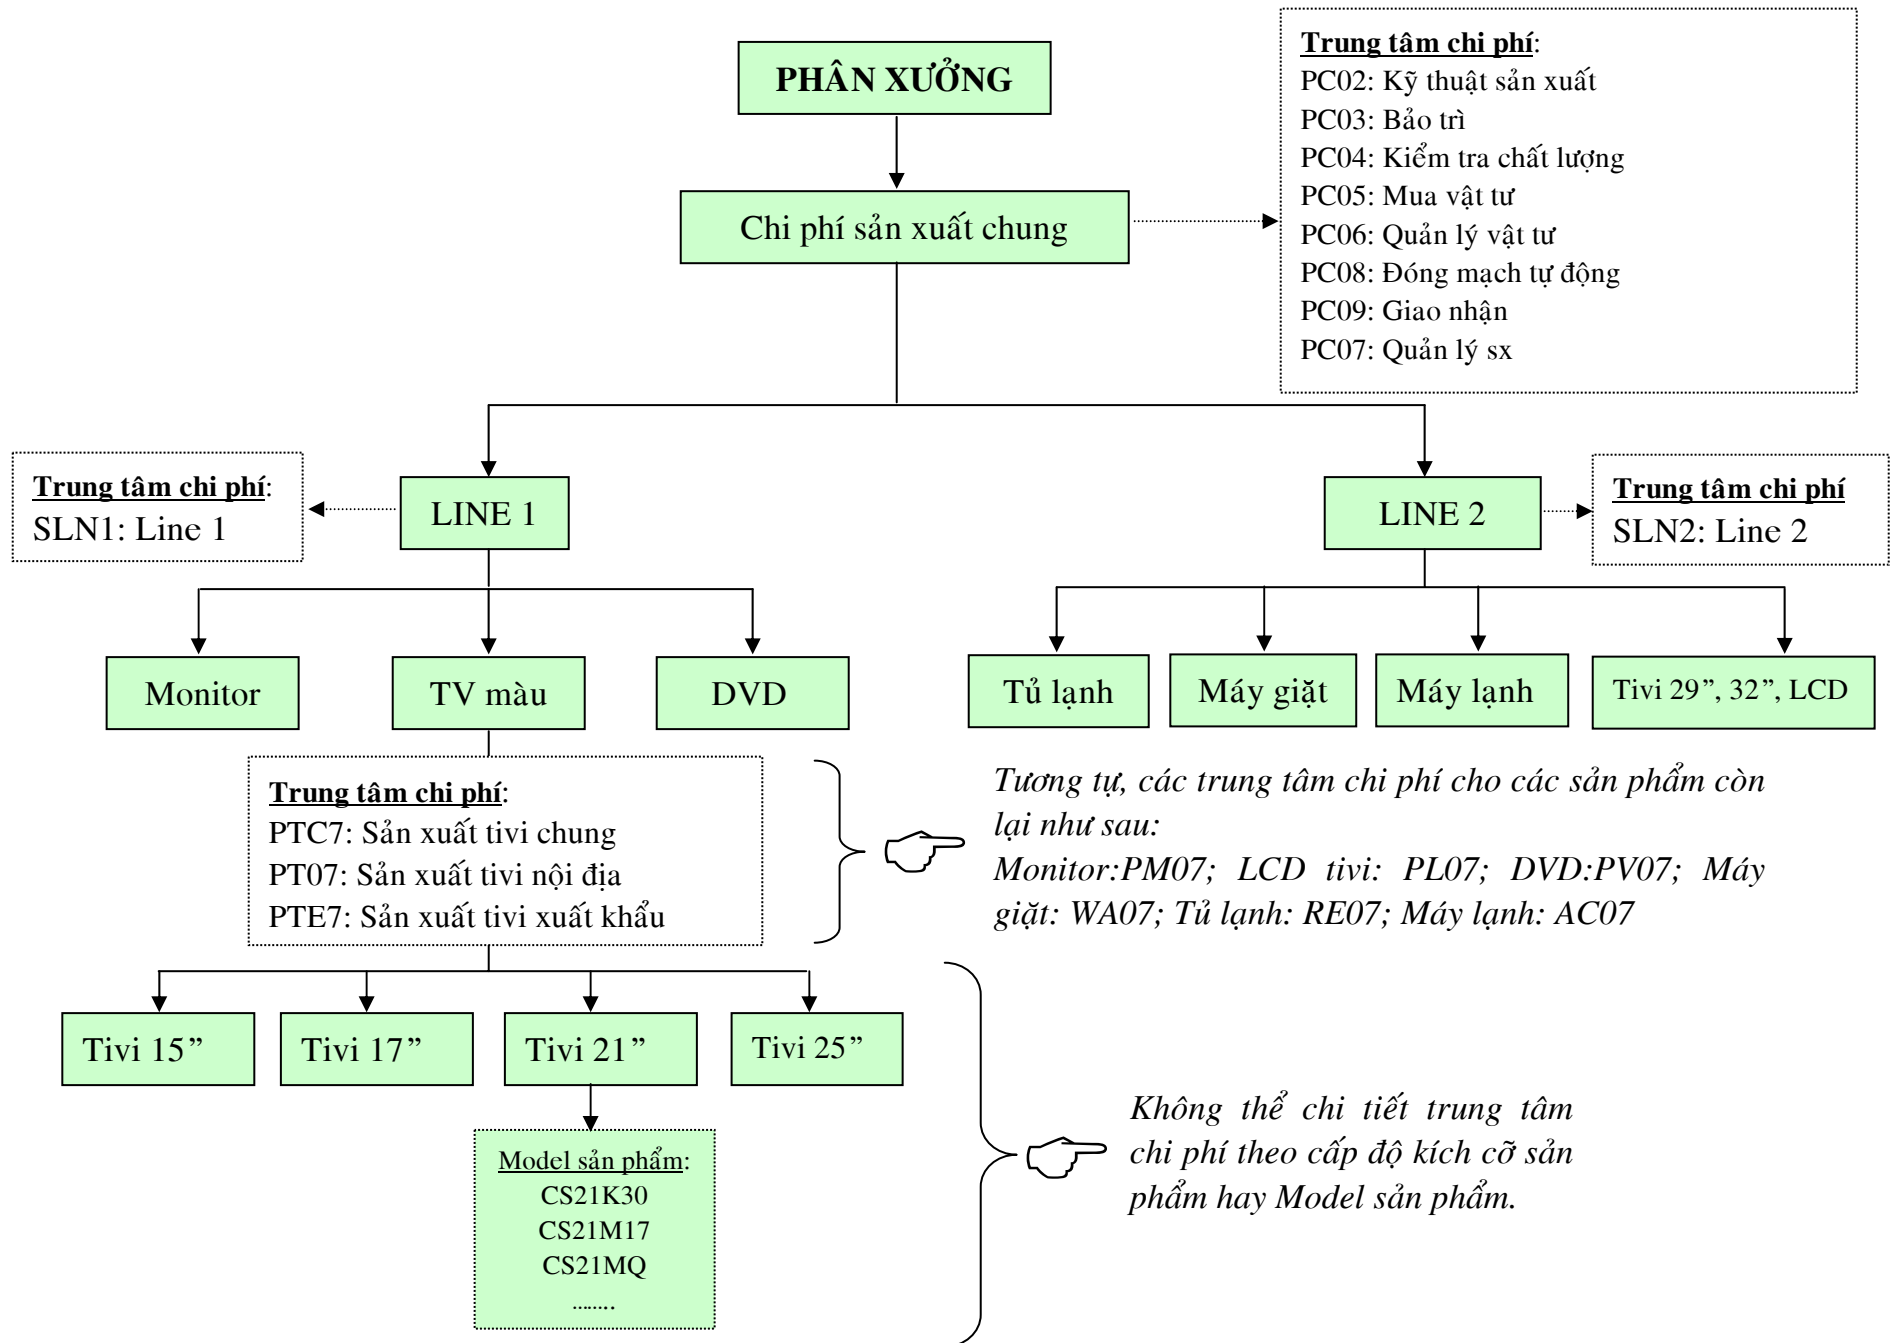 PHÂN XƯỞNG
Trung tâm chi phí:
PC02: Kỹ thuật sản xuất
PC03: Bảo trì
PC04: Kiểm tra chất lượng
PC05: Mua vật tư
PC06: Quản lý vật tư
PC08: Đóng mạch tự động
PC09: Giao nhận
PC07: Quản lý sx
Chi phí sản xuất chung
Trung tâm chi phí:
SLN1: Line 1
LINE 1
LINE 2
Trung tâm chi phí
SLN2: Line 2
Monitor
TV màu
DVD
Tủ lạnh
Máy giặt
Máy lạnh
Tivi 29”, 32”, LCD
Trung tâm chi phí:
PTC7: Sản xuất tivi chung
PT07: Sản xuất tivi nội địa
PTE7: Sản xuất tivi xuất khẩu
Tương tự, các trung tâm chi phí cho các sản phẩm còn
lại như sau:
Monitor:PM07; LCD tivi: PL07; DVD:PV07; Máy
giặt: WA07; Tủ lạnh: RE07; Máy lạnh: AC07
Tivi 15”
Tivi 17”
Tivi 21”
Tivi 25”
Model sản phẩm:
CS21K30
CS21M17
CS21MQ
........
Không thể chi tiết trung tâm
chi phí theo cấp độ kích cỡ sản
phẩm hay Model sản phẩm.